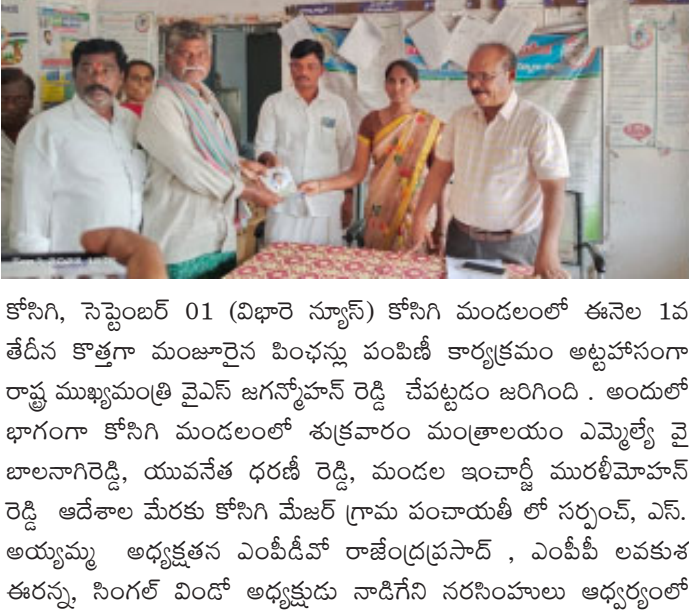 కోసిగి, సెప్టెంబర్ 01 (విభారె న్యూస్) కోసిగి మండలంలో ఈనెల 1వ
తేదీన కొత్తగా మంజూరైన పింఛన్లు పంపిణీ కార్యక్రమం అట్టహాసంగా
రాష్ట్ర ముఖ్యమంత్రి వైఎస్ జగన్మోహన్ రెడ్డి చేపట్టడం జరిగింది . అందులో
భాగంగా కోసిగి మండలంలో శుక్రవారం మంత్రాలయం ఎమ్మెల్యే వై
బాలనాగిరెడ్డి, యువనేత ధరణీ రెడ్డి, మండల ఇంచార్జీ మురళీమోహన్
రెడ్డి ఆదేశాల మేరకు కోసిగి మేజర్ గ్రామ పంచాయతీ లో సర్పంచ్, ఎస్.
అయ్యమ్మ అధ్యక్షతన ఎంపీడీవో రాజేంద్రప్రసాద్ , ఎంపీపీ లవకుశ
ఈరన్న, సింగల్ విండో అధ్యక్షుడు నాడిగేని నరసింహులు ఆధ్వర్యంలో